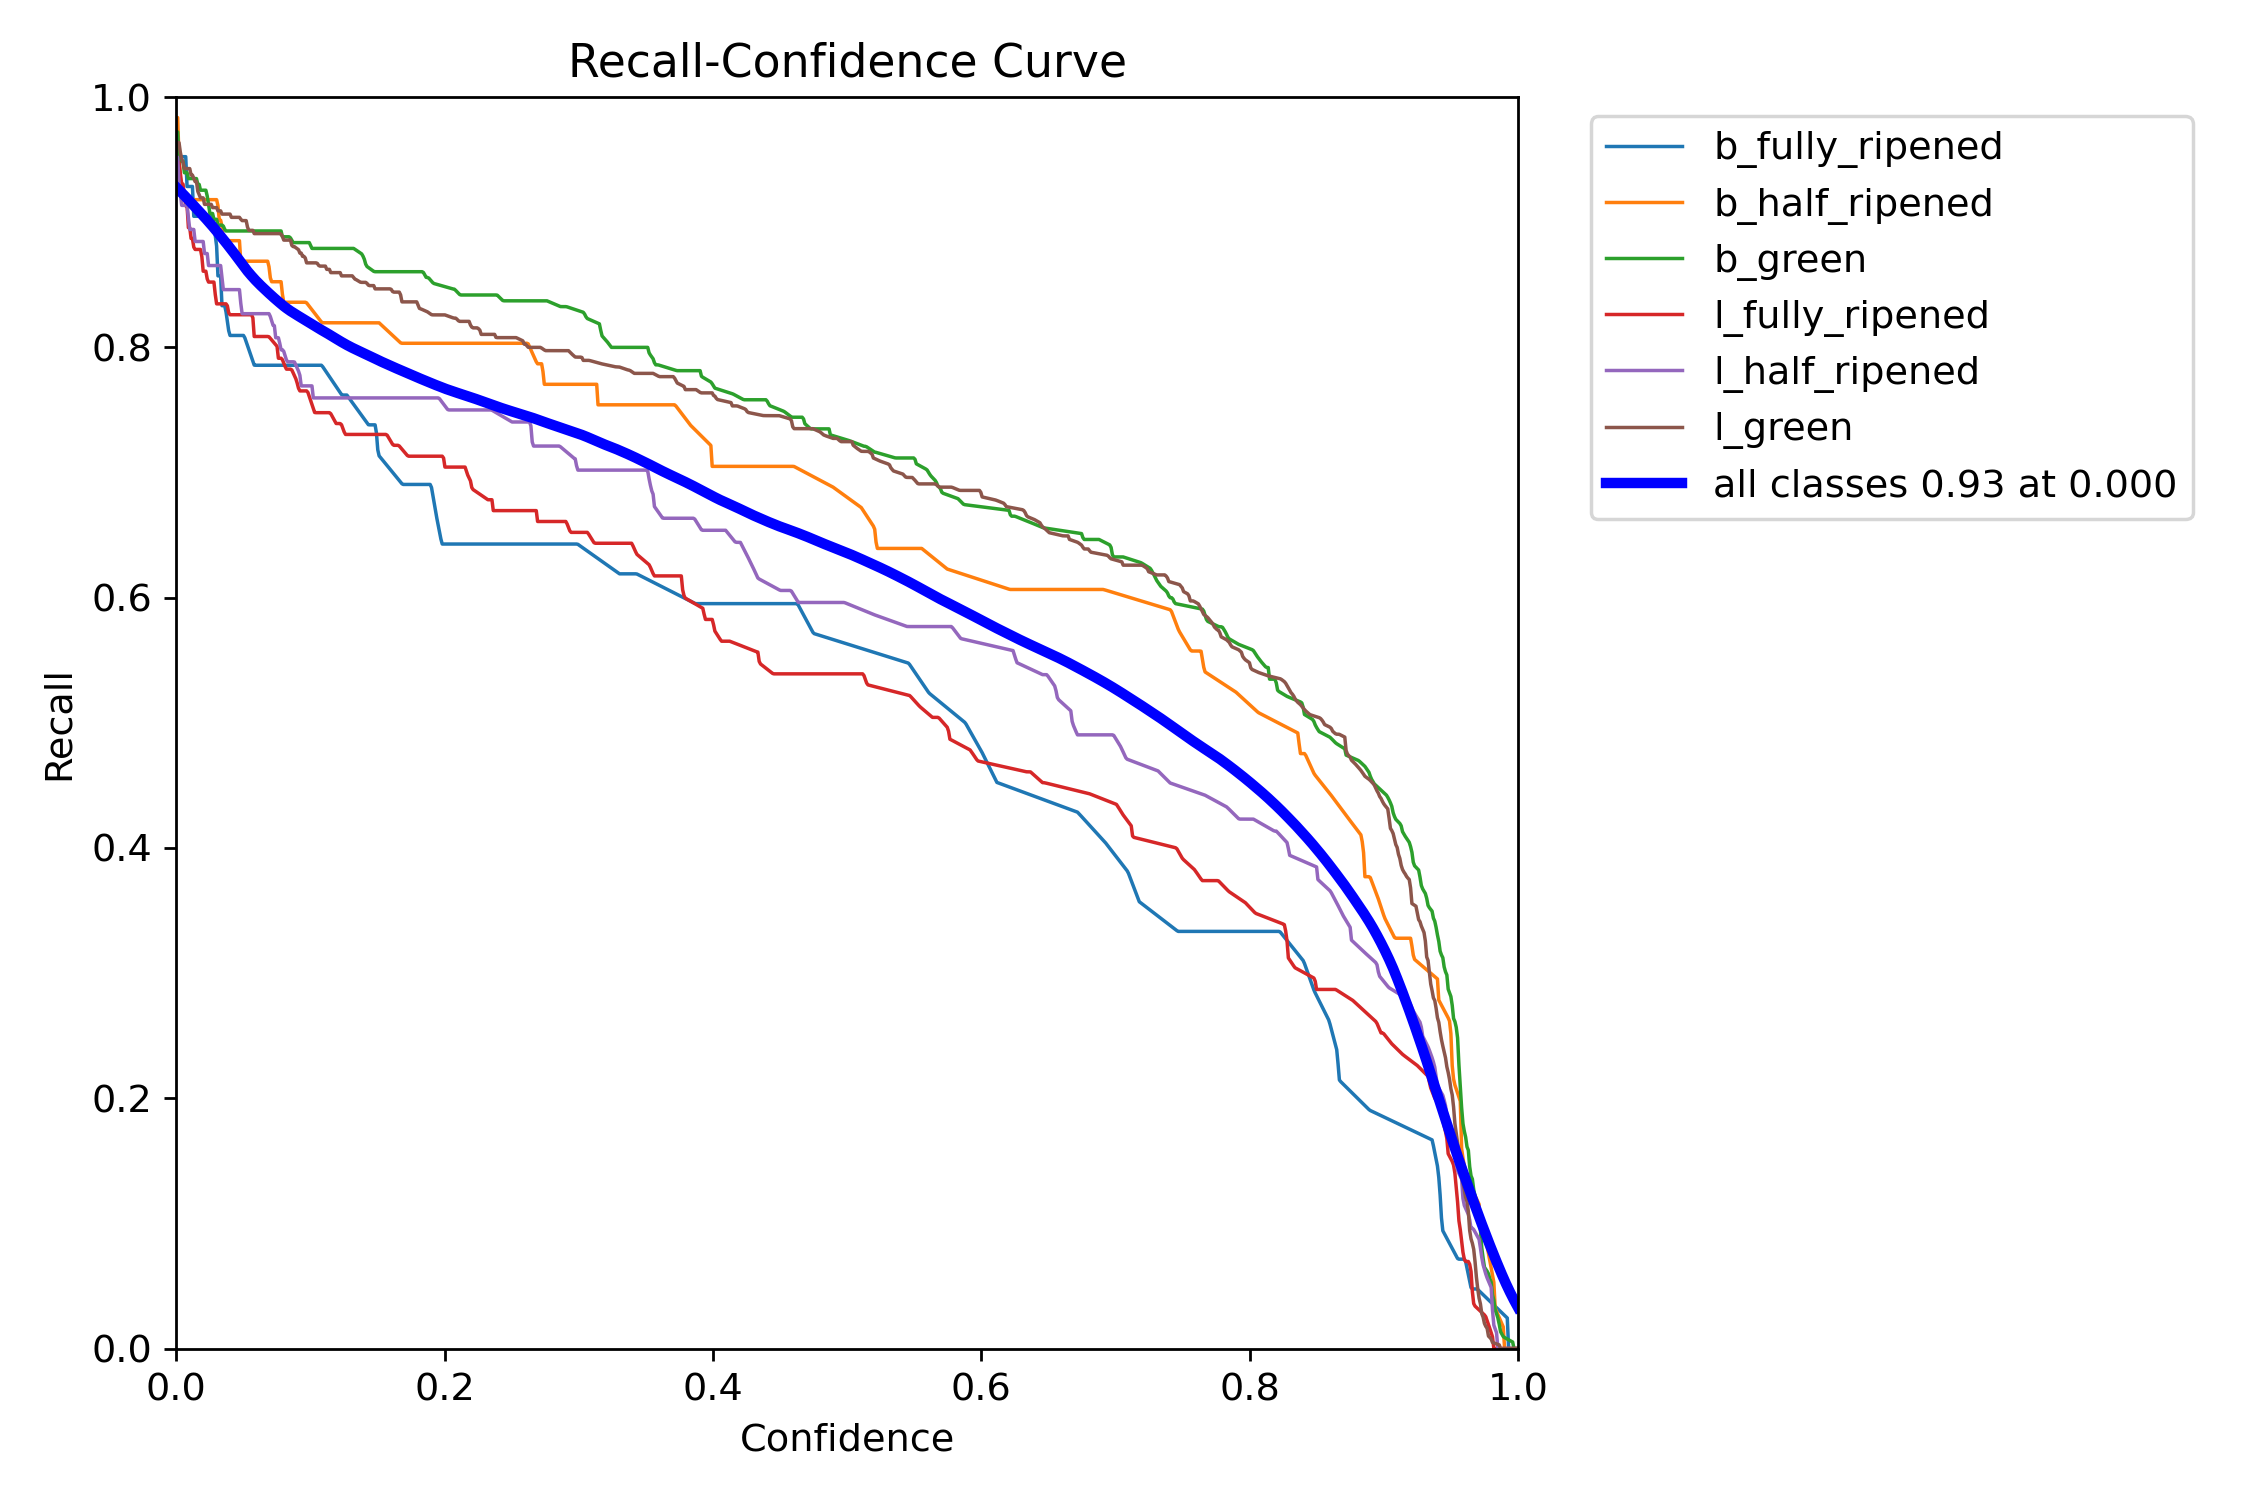 Recall-Confidence Curve
1.0
0.8
0.6
0.4
0.2
0.0
Recall
0.0 0.2 0.4 0.6 0.8 1.0
Confidence
b_fully_ripened
b_half_ripened
b_green
l_fully_ripened
l_half_ripened
l_green
all classes 0.93 at 0.000